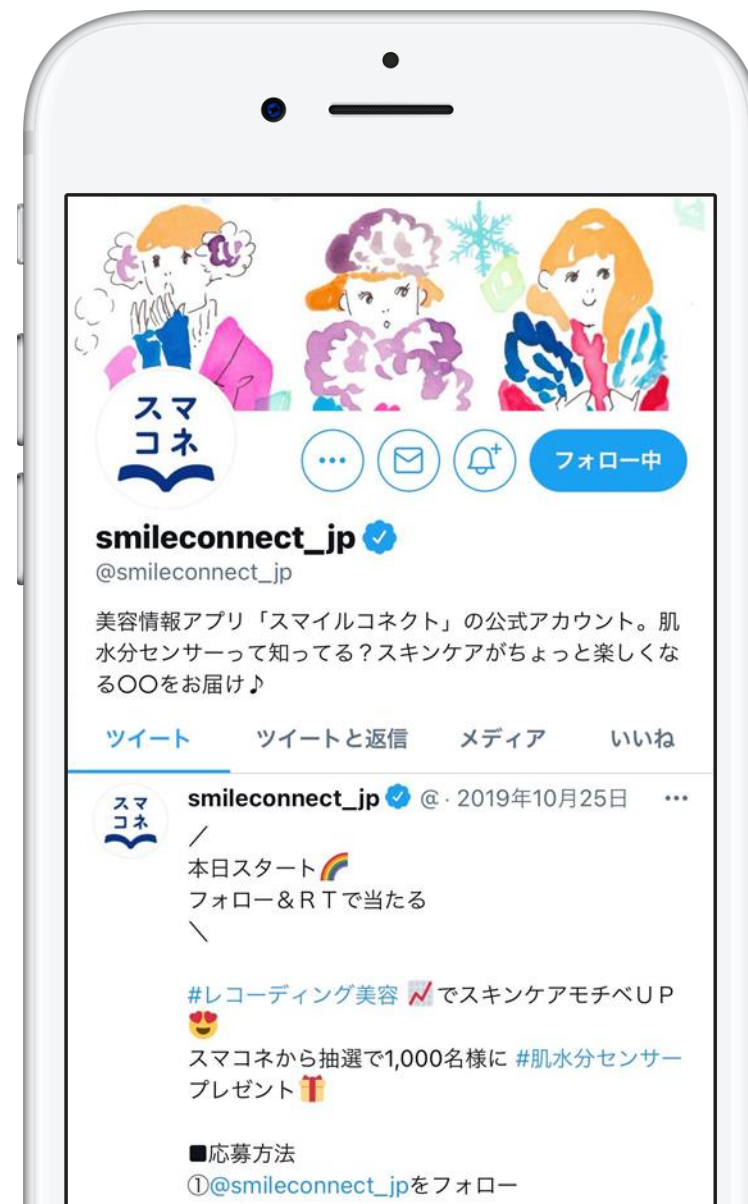 スマ
コネ
フォロー中
smileconnect_jp
@smileconnect_jp
美容情報アプリ「スマイルコネクト」の公式アカウント。肌
水分センサーって知ってる？スキンケアがちょっと楽しくな
る〇〇をお届け♪
ツイート ツイートと返信 メディア いいね
スマ
コネ
smileconnect_jp @ · 2019年10月25日
／
本日スタート🌈
フォロー＆ＲＴで当たる
＼
#レコーディング美容 📈 でスキンケアモチベＵＰ
😍
スマコネから抽選で1,000名様に #肌水分センサー
プレゼント🎁
■応募方法
①@smileconnect_jpをフォロー